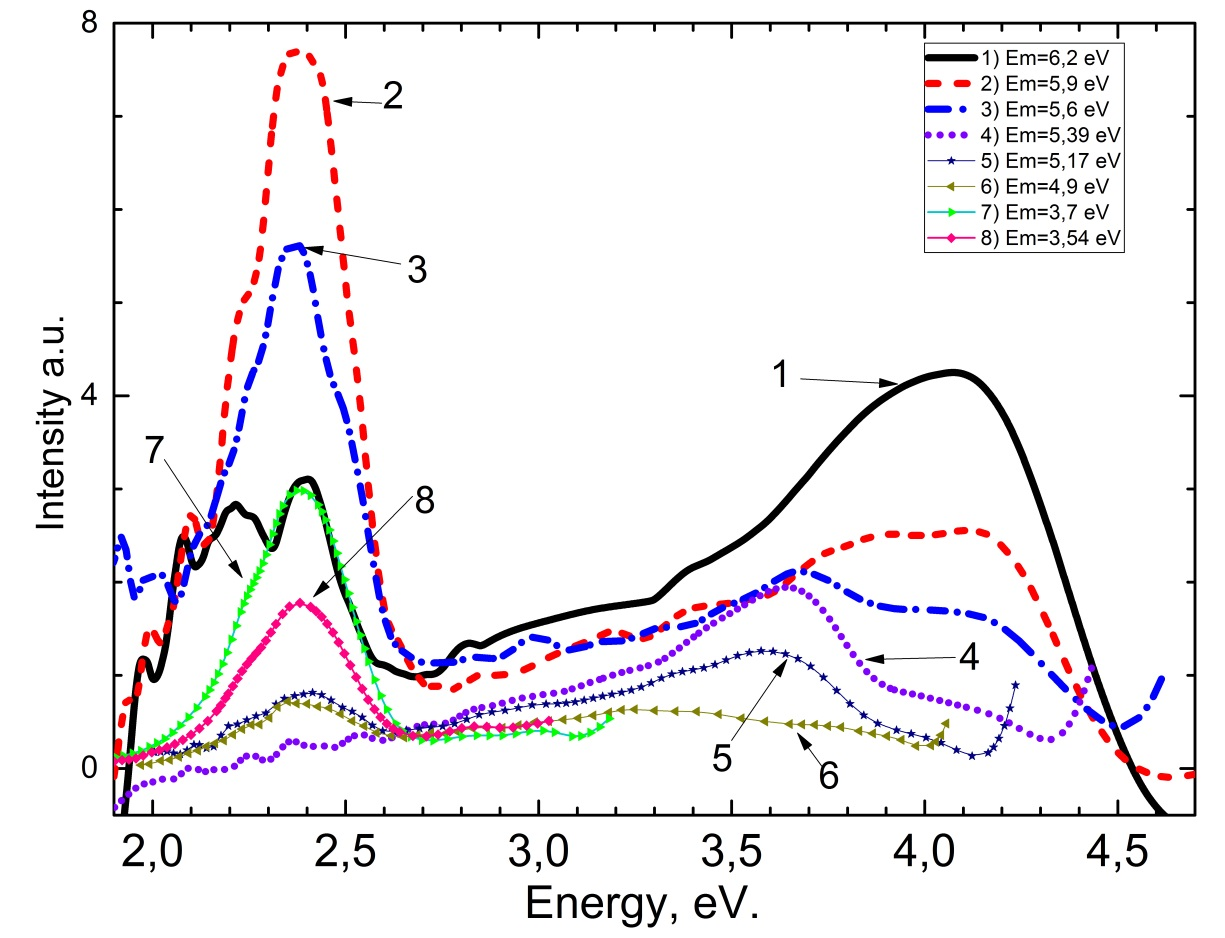 8
4
0
Intensity a.u.
1) Em=6,2 eV
2) Em=5,9 eV
3) Em=5,6 eV
4) Em=5,39 eV
5) Em=5,17 eV
6) Em=4,9 eV
7) Em=3,7 eV
8) Em=3,54 eV
2
3
1
7
8
4
5
6
2,0 2,5 3,0 3,5 4,0 4,5
Energy, eV.